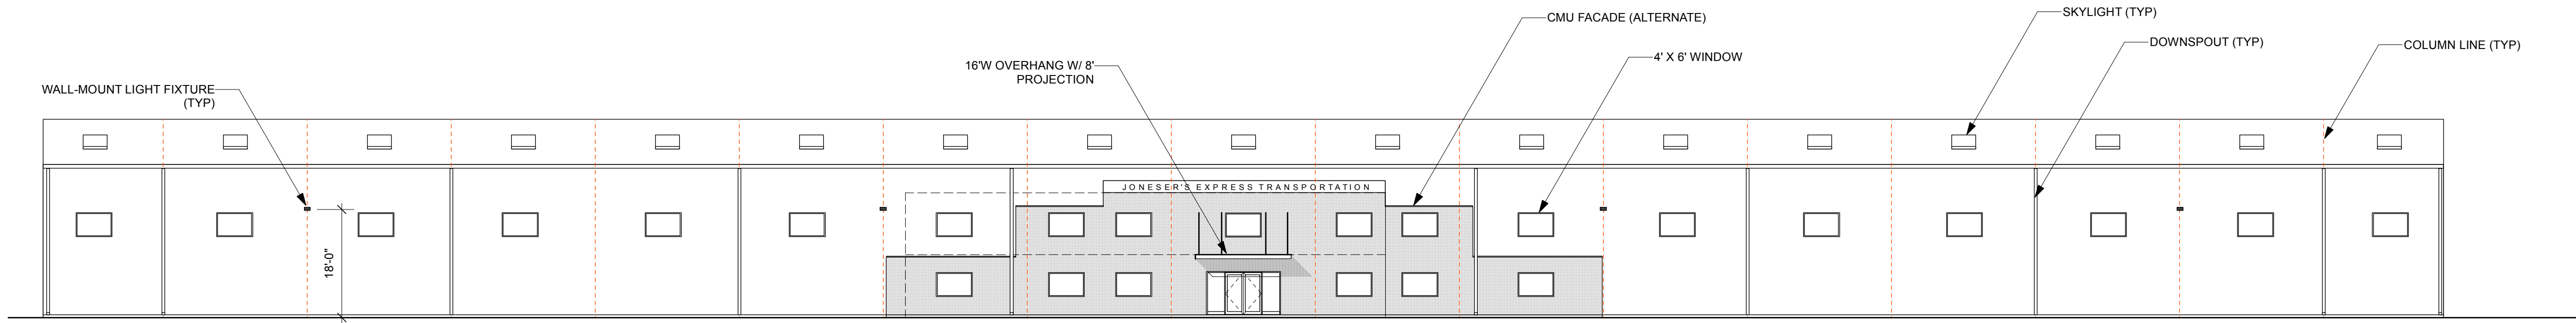 CMU FACADE (ALTERNATE)
SKYLIGHT (TYP)
DOWNSPOUT (TYP)
COLUMN LINE (TYP)
4' X 6' WINDOW
16'W OVERHANG W/ 8'
PROJECTION
WALL-MOUNT LIGHT FIXTURE
(TYP)
JONESER'S EXPRESS TRANSPORTATION
18'-0"